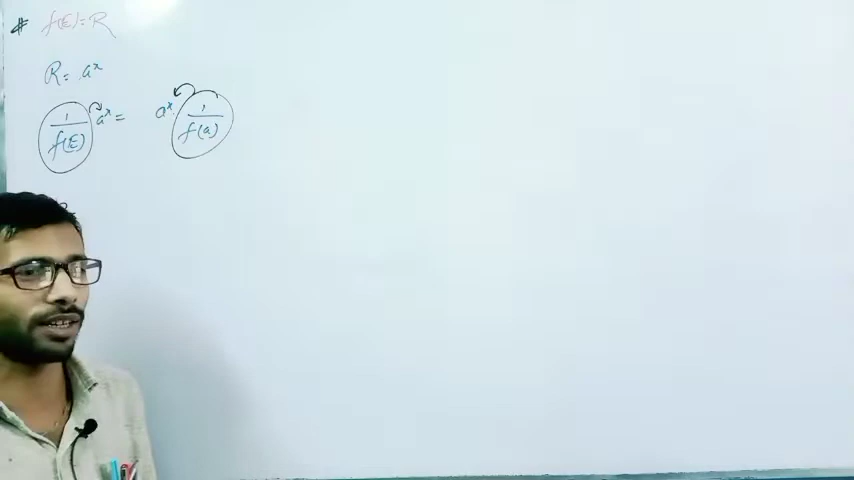 # f(E) = R
R = a^x
1/f(E) a^x = a^x · 1/f(a)